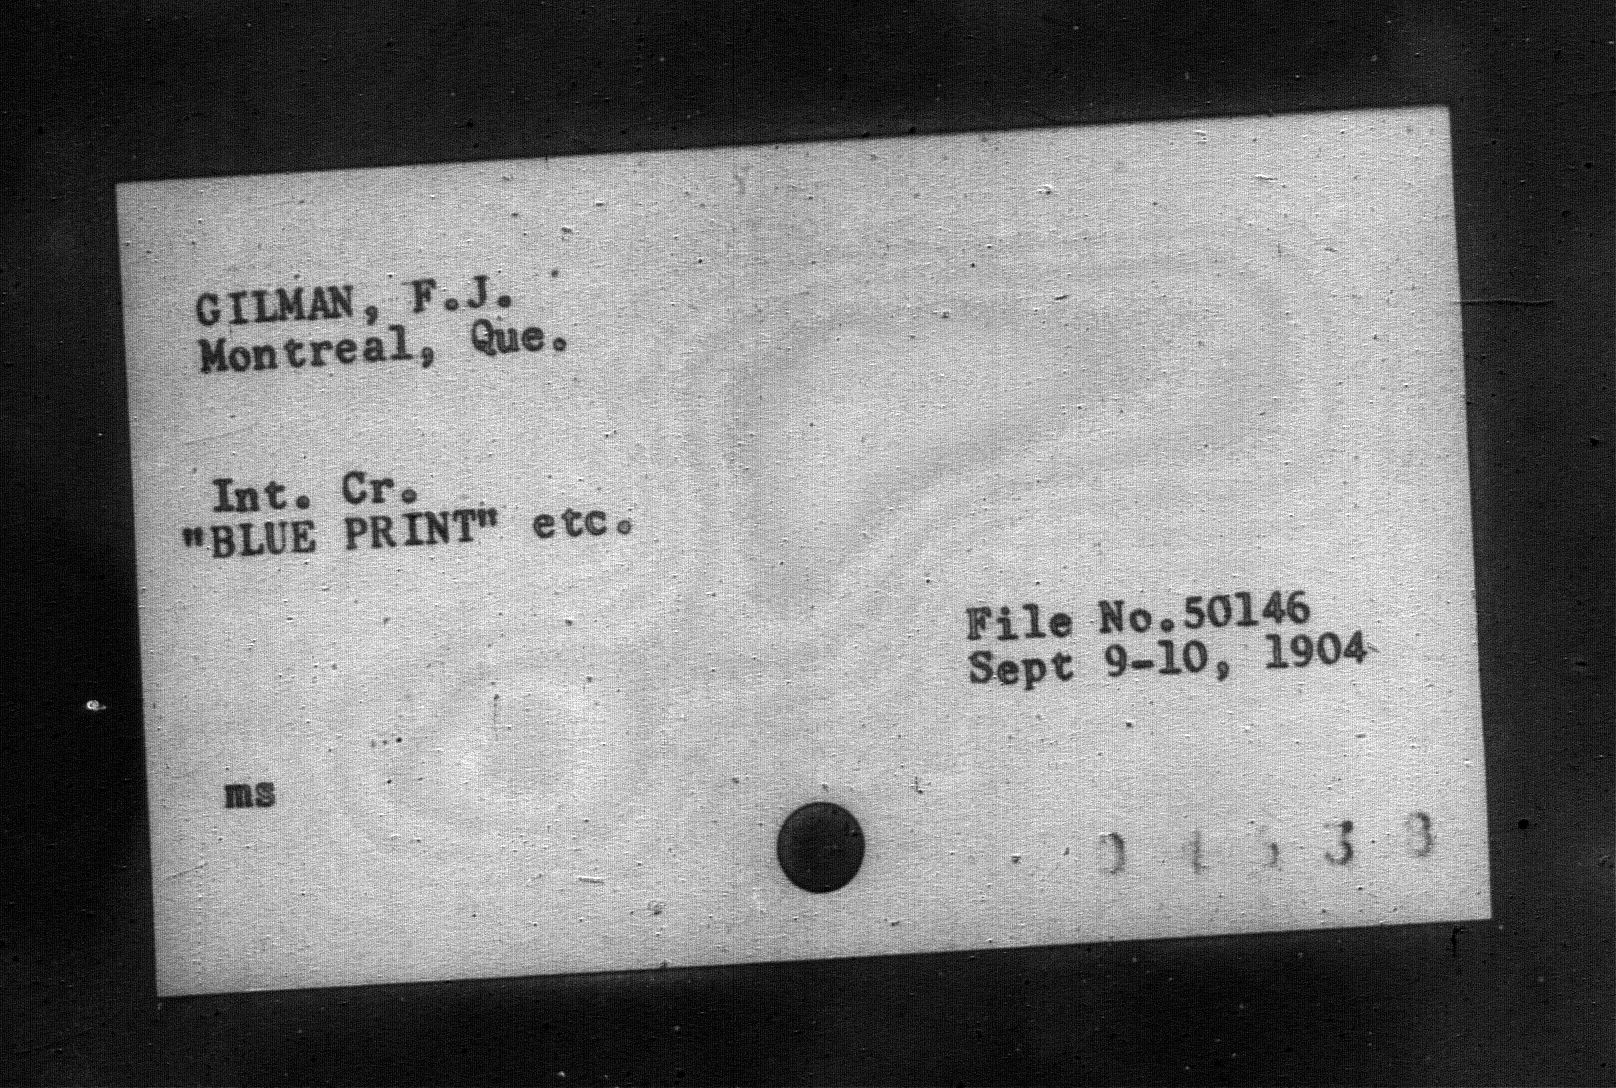 GILMAN, F.J.
Montreal, Que.
Int. Cr.
"BLUE PRINT" etc.
File No.50146
Sept 9-10, 1904
ms